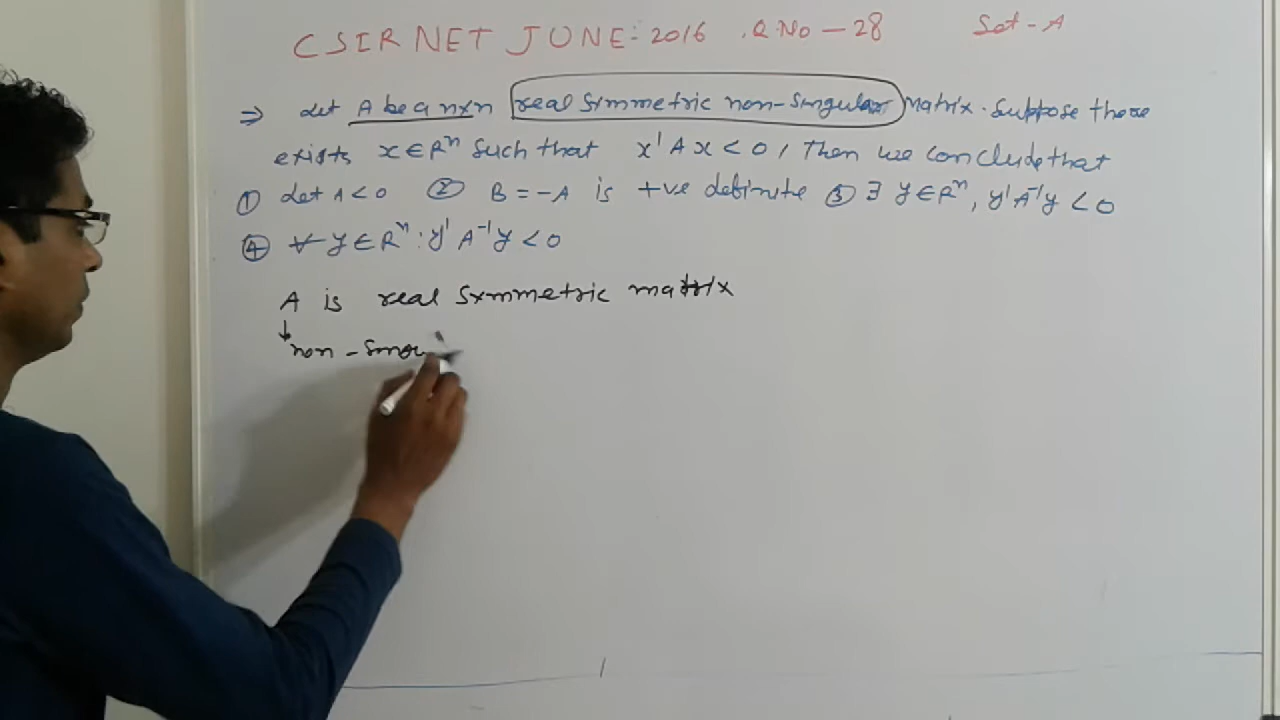 CSIR NET JUNE:- 2016 . Q.No - 28 Set - A
⇒ Let A be a nxn real symmetric non-singular matrix. Suppose there
exists x∈Rⁿ such that x'Ax < 0, Then we conclude that
① det A < 0 ② B = -A is +ve definite ③ ∃ y∈Rⁿ, y'A⁻¹y < 0
④ ∀ y∈Rⁿ : y'A⁻¹y < 0
A is real symmetric matrix
↓
non - singu